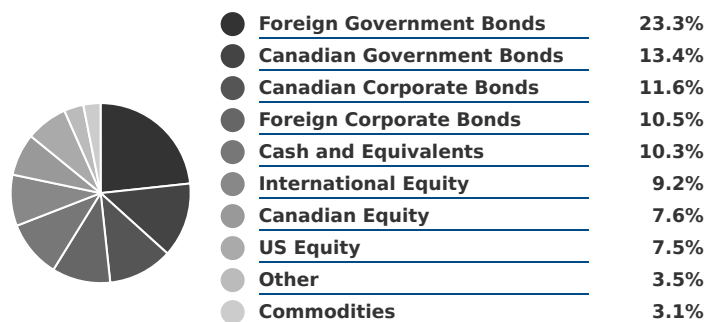 Foreign Government Bonds 23.3%
Canadian Government Bonds 13.4%
Canadian Corporate Bonds 11.6%
Foreign Corporate Bonds 10.5%
Cash and Equivalents 10.3%
International Equity 9.2%
Canadian Equity 7.6%
US Equity 7.5%
Other 3.5%
Commodities 3.1%